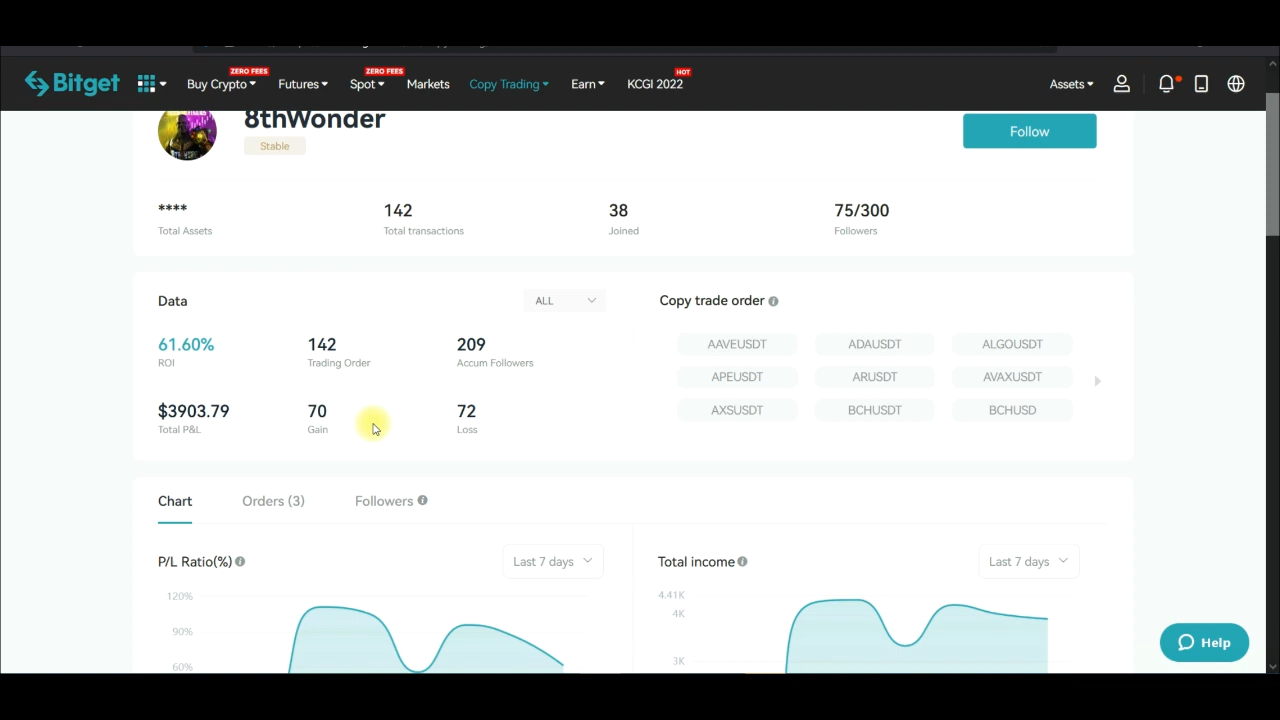 Bitget
Buy Crypto
ZERO FEES
Futures
Spot
ZERO FEES
Markets
Copy Trading
Earn
KCGI 2022
HOT
Assets
8thWonder
Stable
Follow
****
Total Assets
142
Total transactions
38
Joined
75/300
Followers
Data
ALL
61.60%
ROI
142
Trading Order
209
Accum Followers
$3903.79
Total P&L
70
Gain
72
Loss
Copy trade order
AAVEUSDT
ADAUSDT
ALGOUSDT
APEUSDT
ARUSDT
AVAXUSDT
AXSUSDT
BCHUSDT
BCHUSD
Chart
Orders (3)
Followers
P/L Ratio(%)
Last 7 days
120%
90%
60%
Total income
Last 7 days
4.41K
4K
3K
Help